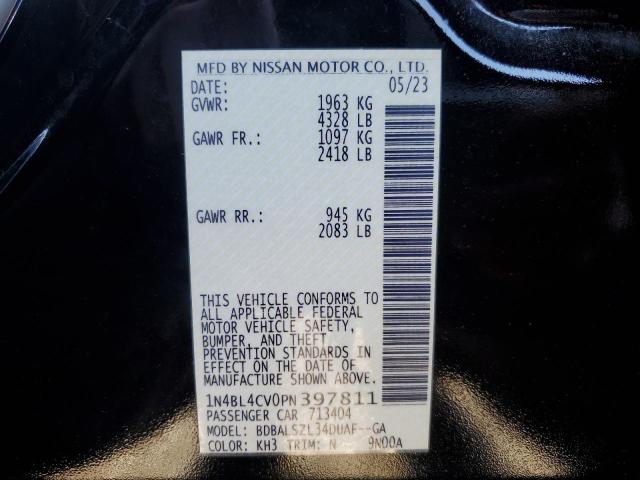 MFD BY NISSAN MOTOR CO., LTD.
DATE: 05/23
GVWR: 1963 KG
4328 LB
GAWR FR.: 1097 KG
2418 LB
GAWR RR.: 945 KG
2083 LB
THIS VEHICLE CONFORMS TO
ALL APPLICABLE FEDERAL
MOTOR VEHICLE SAFETY,
BUMPER, AND THEFT
PREVENTION STANDARDS IN
EFFECT ON THE DATE OF
MANUFACTURE SHOWN ABOVE.
1N4BL4CV0PN397811
PASSENGER CAR 713404
MODEL: BDBALSZL34DUAF--GA
COLOR: KH3 TRIM: N 9N00A